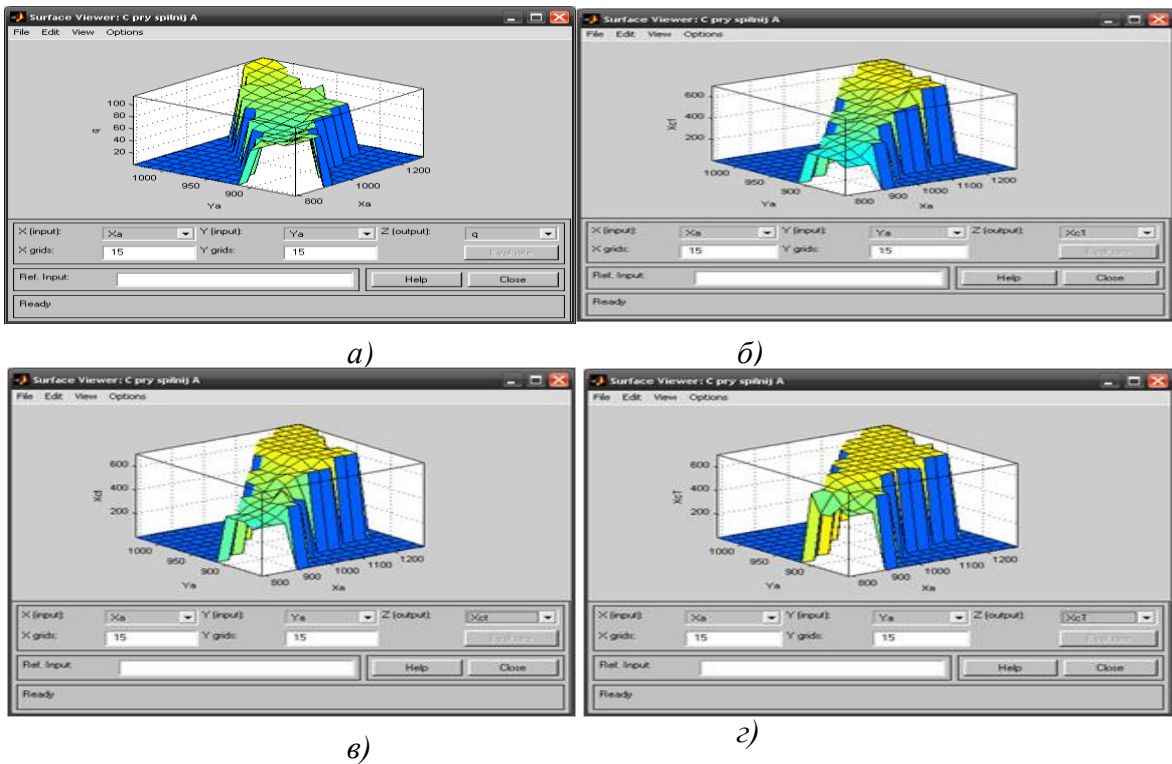 Surface Viewer: C pry spilnij A
File Edit View Options
100
80
60
40
20
q
1000
950
900
Ya
800
1000
1200
Xa
X (input): Xa Y (input): Ya Z (output): q
X grids: 15 Y grids: 15 Evaluate
Ref. Input: Help Close
Ready
а)
Surface Viewer: C pry spilnij A
File Edit View Options
600
400
200
1000
950
900
Ya
800
900
1000
1100
1200
Xa
X (input): Xa Y (input): Ya Z (output):
X grids: 15 Y grids: 15 Evaluate
Ref. Input: Help Close
Ready
б)
Surface Viewer: C pry spilnij A
File Edit View Options
600
400
200
Xct
1000
950
900
Ya
800
900
1000
1100
1200
Xa
X (input): Xa Y (input): Ya Z (output): Xct
X grids: 15 Y grids: 15 Evaluate
Ref. Input: Help Close
Ready
в)
Surface Viewer: C pry spilnij A
File Edit View Options
600
400
200
XcT
1000
950
900
Ya
800
900
1000
1100
1200
Xa
X (input): Xa Y (input): Ya Z (output): XcT
X grids: 15 Y grids: 15 Evaluate
Ref. Input: Help Close
Ready
г)